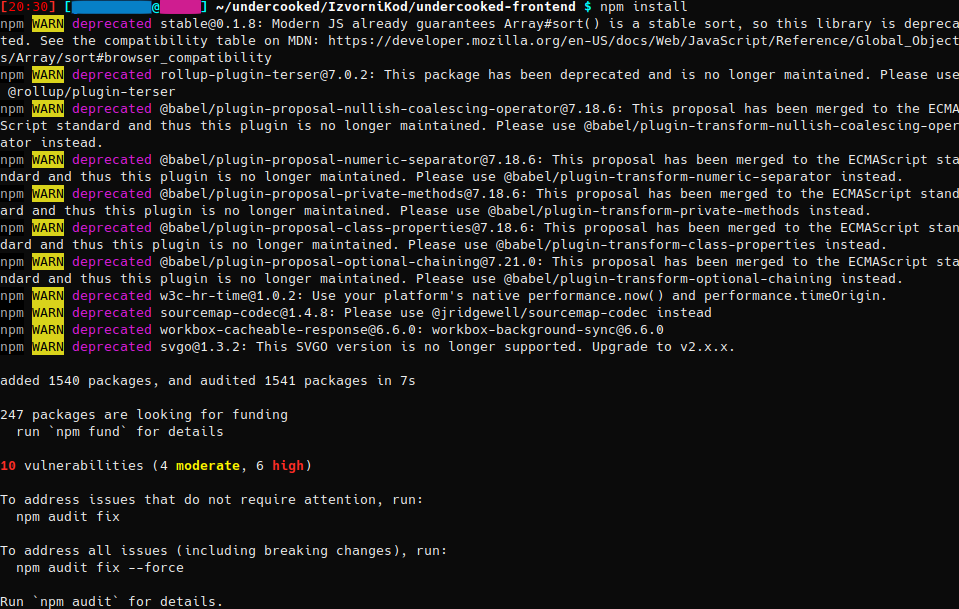 [20:30] [@] ~/undercooked/IzvorniKod/undercooked-frontend $ npm install
npm WARN deprecated stable@0.1.8: Modern JS already guarantees Array#sort() is a stable sort, so this library is depreca
ted. See the compatibility table on MDN: https://developer.mozilla.org/en-US/docs/Web/JavaScript/Reference/Global_Object
s/Array/sort#browser_compatibility
npm WARN deprecated rollup-plugin-terser@7.0.2: This package has been deprecated and is no longer maintained. Please use
 @rollup/plugin-terser
npm WARN deprecated @babel/plugin-proposal-nullish-coalescing-operator@7.18.6: This proposal has been merged to the ECMA
Script standard and thus this plugin is no longer maintained. Please use @babel/plugin-transform-nullish-coalescing-oper
ator instead.
npm WARN deprecated @babel/plugin-proposal-numeric-separator@7.18.6: This proposal has been merged to the ECMAScript sta
ndard and thus this plugin is no longer maintained. Please use @babel/plugin-transform-numeric-separator instead.
npm WARN deprecated @babel/plugin-proposal-private-methods@7.18.6: This proposal has been merged to the ECMAScript stand
ard and thus this plugin is no longer maintained. Please use @babel/plugin-transform-private-methods instead.
npm WARN deprecated @babel/plugin-proposal-class-properties@7.18.6: This proposal has been merged to the ECMAScript stan
dard and thus this plugin is no longer maintained. Please use @babel/plugin-transform-class-properties instead.
npm WARN deprecated @babel/plugin-proposal-optional-chaining@7.21.0: This proposal has been merged to the ECMAScript sta
ndard and thus this plugin is no longer maintained. Please use @babel/plugin-transform-optional-chaining instead.
npm WARN deprecated w3c-hr-time@1.0.2: Use your platform's native performance.now() and performance.timeOrigin.
npm WARN deprecated sourcemap-codec@1.4.8: Please use @jridgewell/sourcemap-codec instead
npm WARN deprecated workbox-cacheable-response@6.6.0: workbox-background-sync@6.6.0
npm WARN deprecated svgo@1.3.2: This SVGO version is no longer supported. Upgrade to v2.x.x.
added 1540 packages, and audited 1541 packages in 7s
247 packages are looking for funding
  run `npm fund` for details
10 vulnerabilities (4 moderate, 6 high)
To address issues that do not require attention, run:
  npm audit fix
To address all issues (including breaking changes), run:
  npm audit fix --force
Run `npm audit` for details.